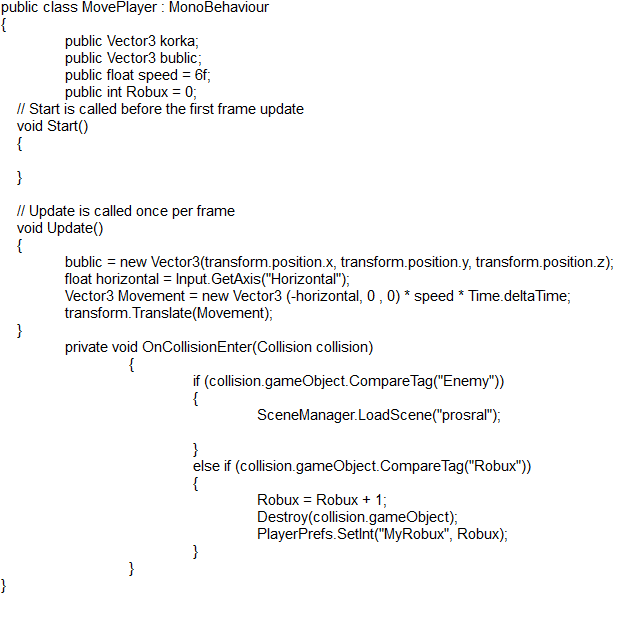 public class MovePlayer : MonoBehaviour
{
public Vector3 korka;
public Vector3 bublic;
public float speed = 6f;
public int Robux = 0;
// Start is called before the first frame update
void Start()
{
}
// Update is called once per frame
void Update()
{
bublic = new Vector3(transform.position.x, transform.position.y, transform.position.z);
float horizontal = Input.GetAxis("Horizontal");
Vector3 Movement = new Vector3 (-horizontal, 0 , 0) * speed * Time.deltaTime;
transform.Translate(Movement);
}
private void OnCollisionEnter(Collision collision)
{
if (collision.gameObject.CompareTag("Enemy"))
{
SceneManager.LoadScene("prosral");
}
else if (collision.gameObject.CompareTag("Robux"))
{
Robux = Robux + 1;
Destroy(collision.gameObject);
PlayerPrefs.SetInt("MyRobux", Robux);
}
}
}